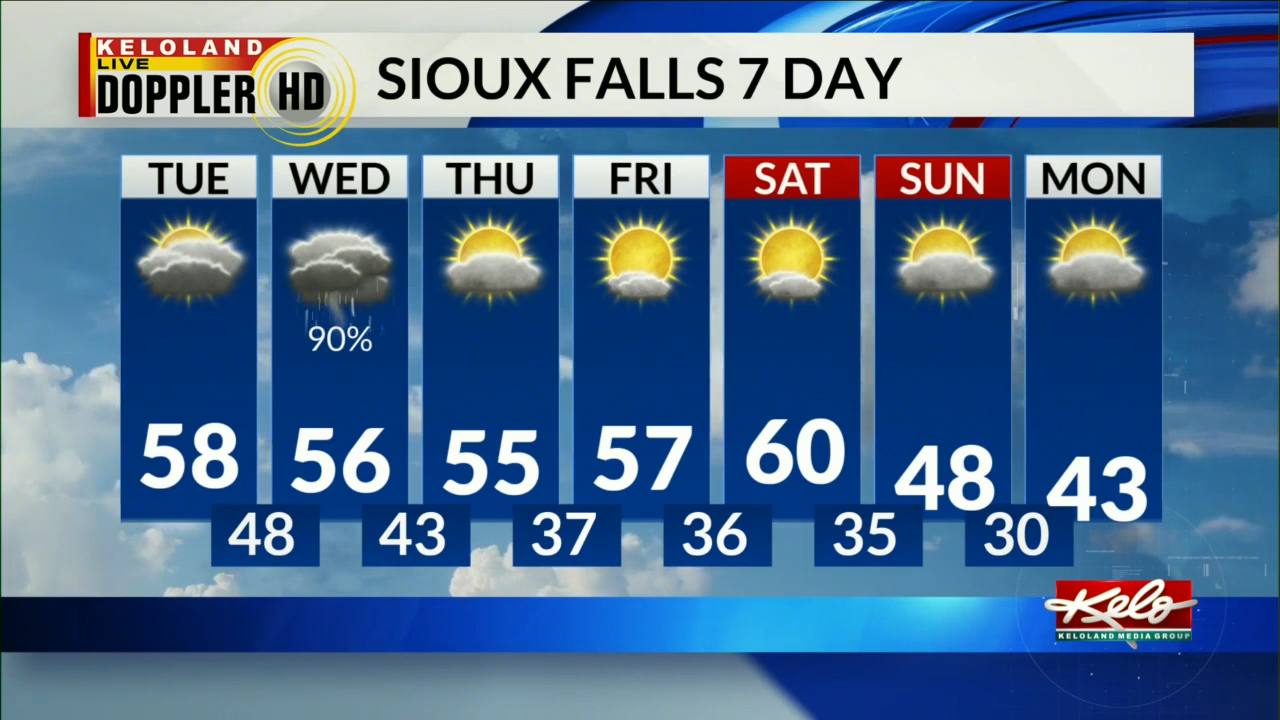 KELOLAND
LIVE
DOPPLER HD
SIOUX FALLS 7 DAY
TUE WED THU FRI SAT SUN MON
90%
58 56 55 57 60 48 43
48 43 37 36 35 30
Kelo
KELOLAND MEDIA GROUP